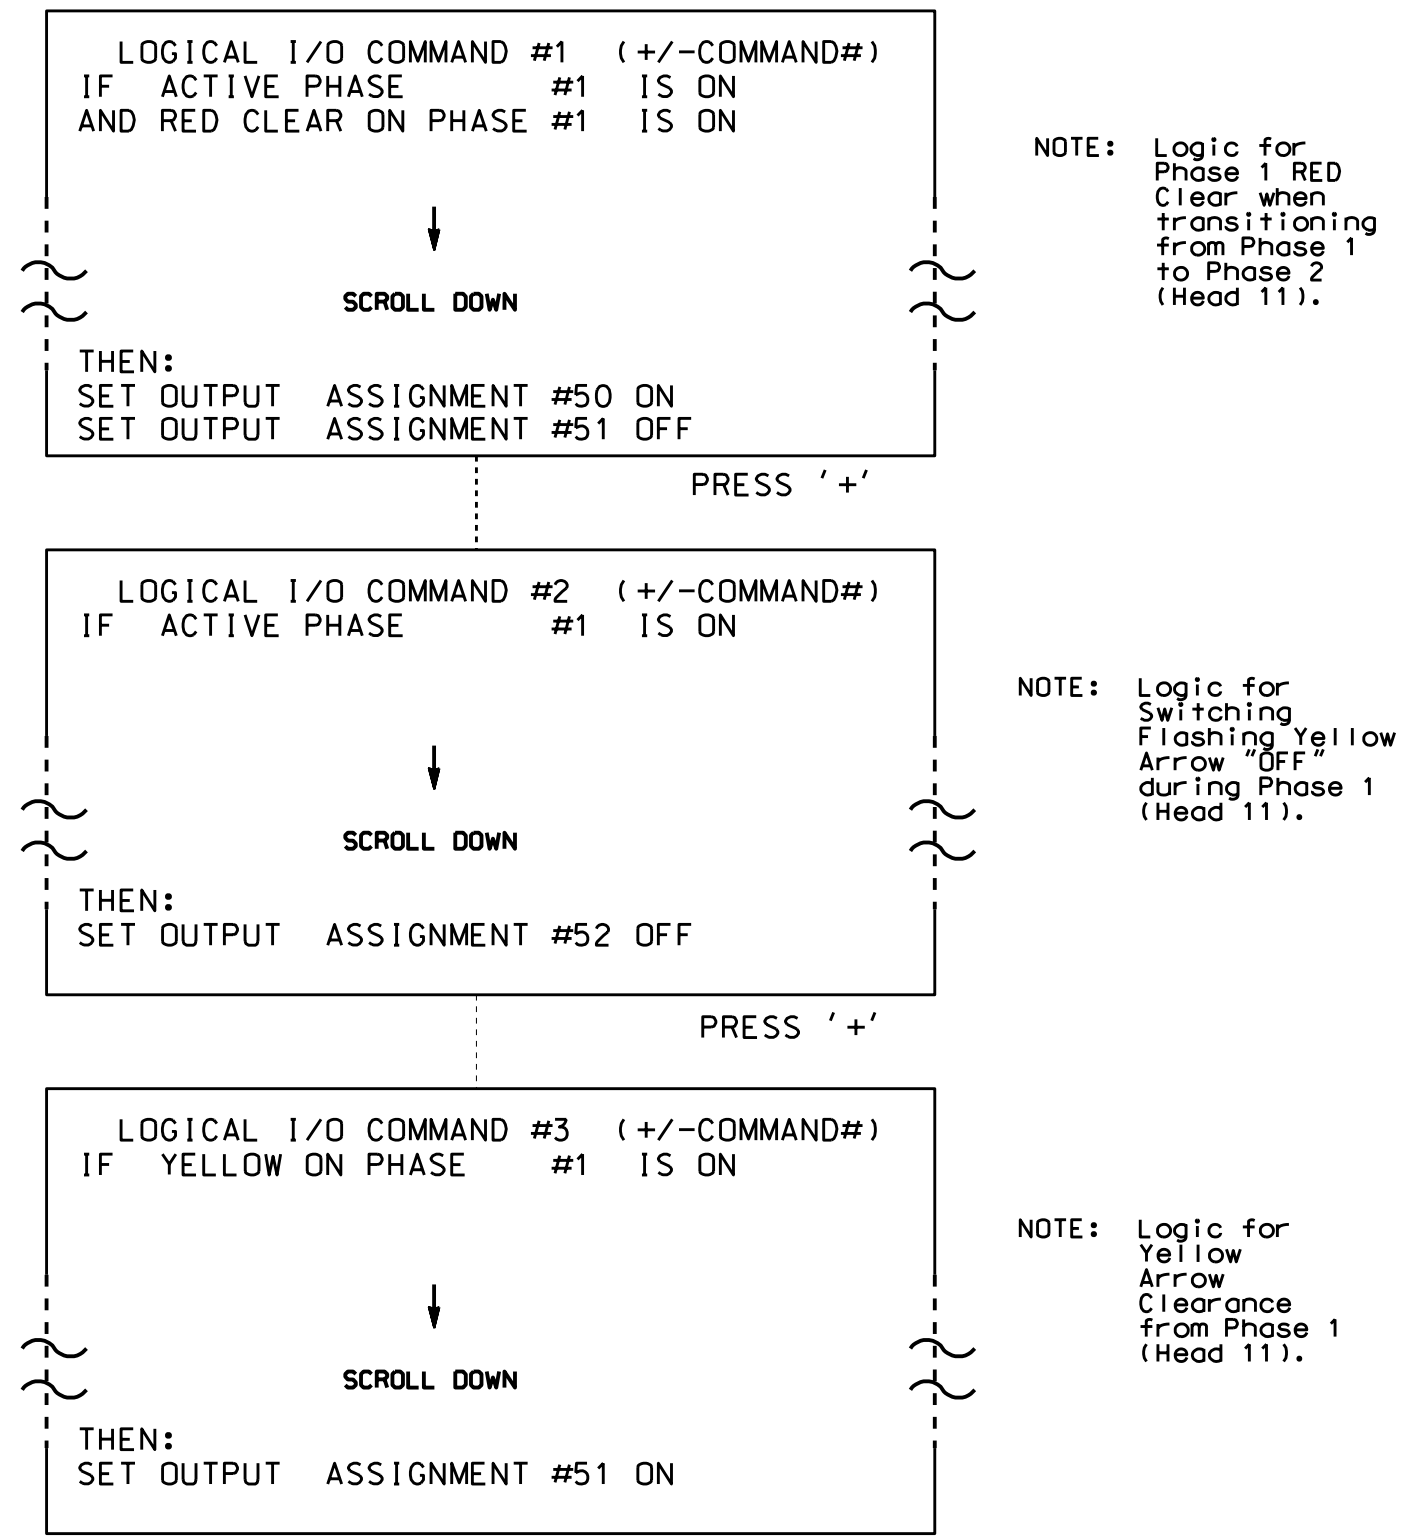 LOGICAL I/O COMMAND #1 (+/-COMMAND#)
IF ACTIVE PHASE #1 IS ON
AND RED CLEAR ON PHASE #1 IS ON
SCROLL DOWN
THEN:
SET OUTPUT ASSIGNMENT #50 ON
SET OUTPUT ASSIGNMENT #51 OFF
NOTE: Logic for
Phase 1 RED
Clear when
transitioning
from Phase 1
to Phase 2
(Head 11).
PRESS '+'
LOGICAL I/O COMMAND #2 (+/-COMMAND#)
IF ACTIVE PHASE #1 IS ON
SCROLL DOWN
THEN:
SET OUTPUT ASSIGNMENT #52 OFF
NOTE: Logic for
Switching
Flashing Yellow
Arrow "OFF"
during Phase 1
(Head 11).
PRESS '+'
LOGICAL I/O COMMAND #3 (+/-COMMAND#)
IF YELLOW ON PHASE #1 IS ON
SCROLL DOWN
THEN:
SET OUTPUT ASSIGNMENT #51 ON
NOTE: Logic for
Yellow
Arrow
Clearance
from Phase 1
(Head 11).